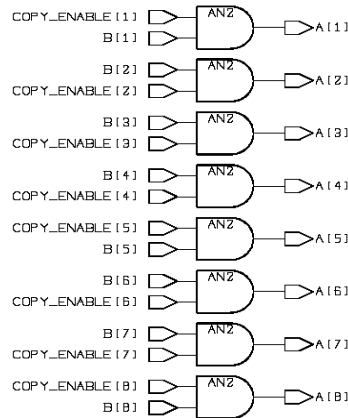 COPY_ENABLE[1] AN2
B[1] A[1]
B[2] AN2
COPY_ENABLE[2] A[2]
B[3] AN2
COPY_ENABLE[3] A[3]
B[4] AN2
COPY_ENABLE[4] A[4]
COPY_ENABLE[5] AN2
B[5] A[5]
B[6] AN2
COPY_ENABLE[6] A[6]
B[7] AN2
COPY_ENABLE[7] A[7]
COPY_ENABLE[8] AN2
B[8] A[8]